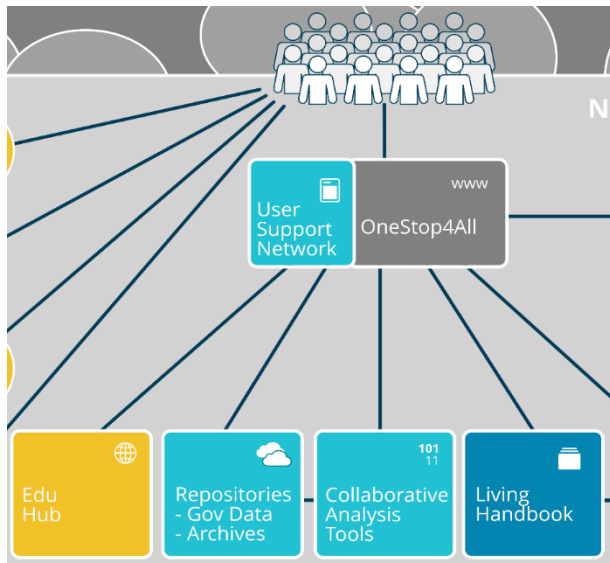 N
www
User
Support
Network
OneStop4All
Edu
Hub
Repositories
- Gov Data
- Archives
101
11
Collaborative
Analysis
Tools
Living
Handbook